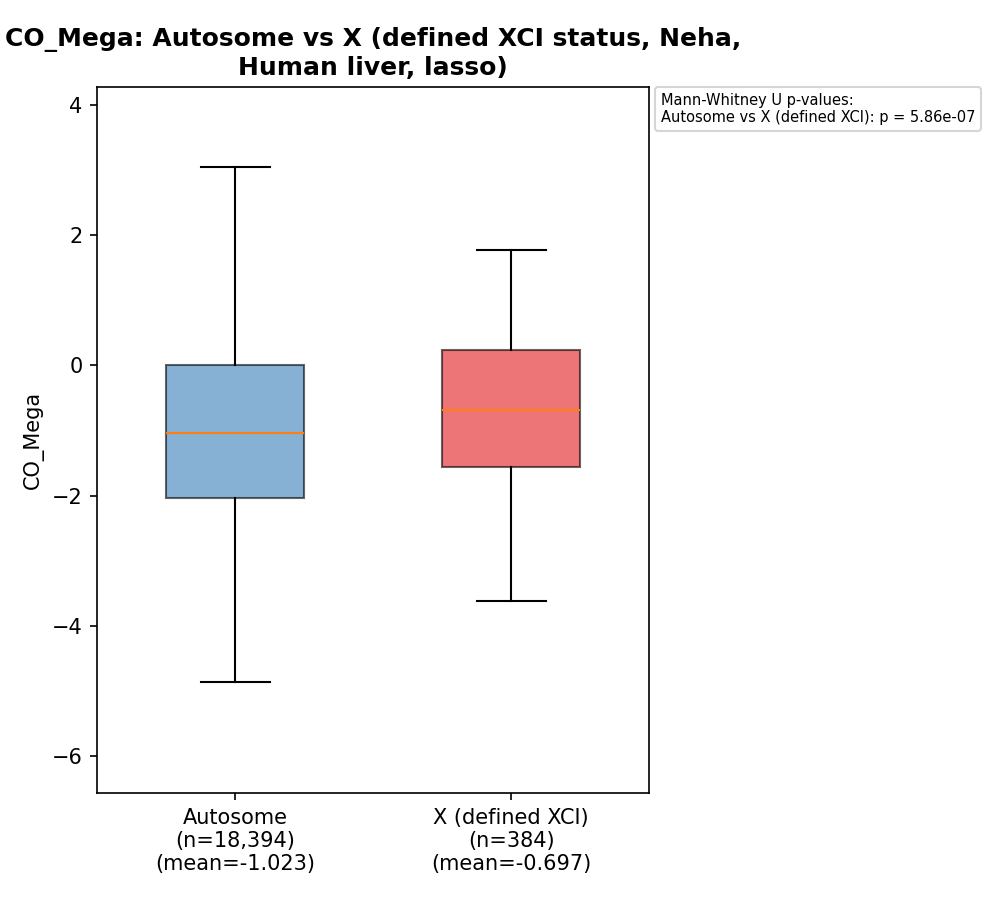 CO_Mega: Autosome vs X (defined XCI status, Neha,
Human liver, lasso)
Mann-Whitney U p-values:
Autosome vs X (defined XCI): p = 5.86e-07
CO_Mega
4
2
0
−2
−4
−6
Autosome
(n=18,394)
(mean=-1.023)
X (defined XCI)
(n=384)
(mean=-0.697)